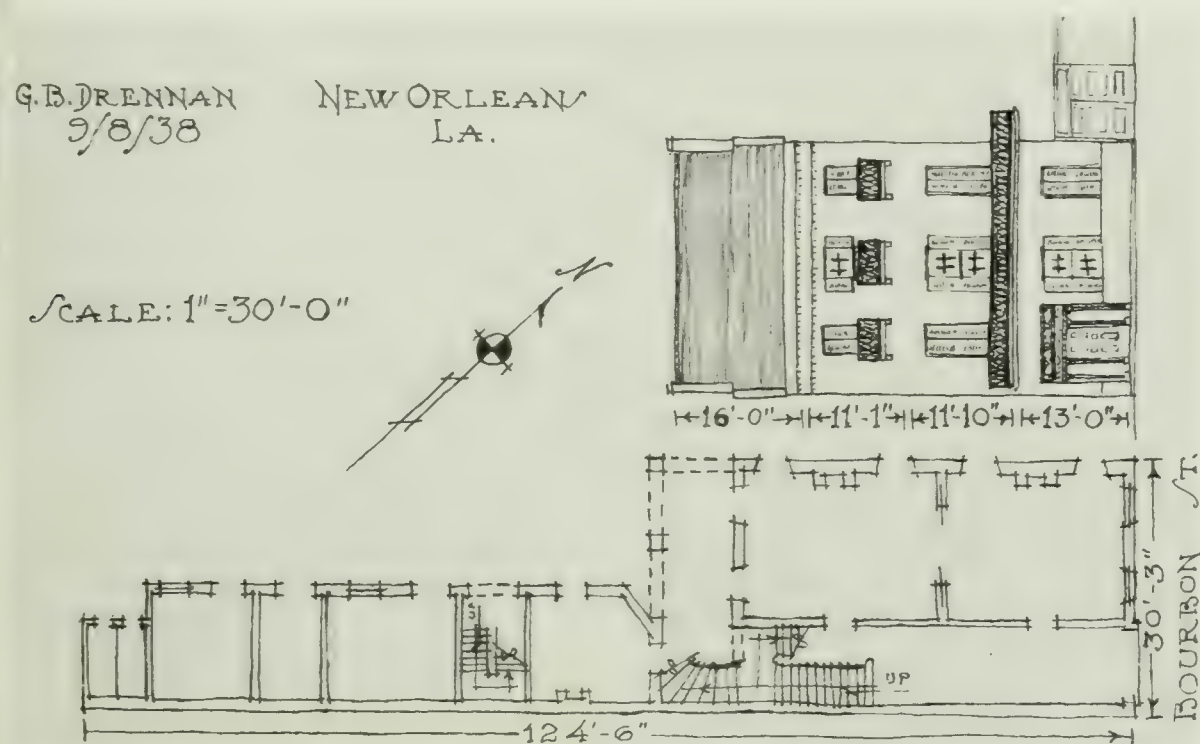 G.B. DRENNAN
9/8/38
NEW ORLEANS
LA.
SCALE: 1"=30'-0"
N
16'-0" 11'-1" 11'-10" 13'-0"
BOURBON ST.
30'-3"
UP
124'-6"